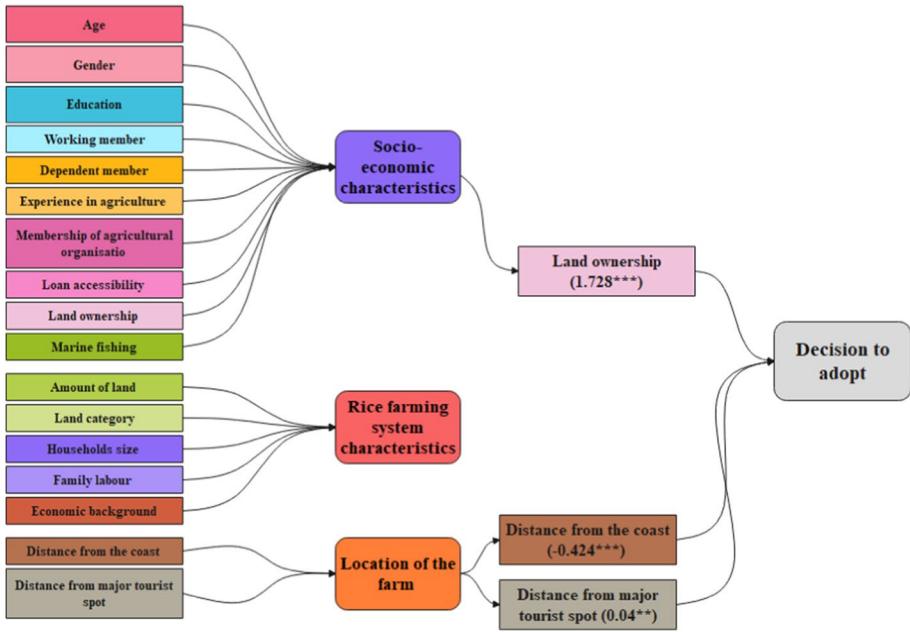 Age
Gender
Education
Working member
Dependent member
Experience in agriculture
Membership of agricultural
organisatio
Loan accessibility
Land ownership
Marine fishing
Amount of land
Land category
Households size
Family labour
Economic background
Distance from the coast
Distance from major tourist
spot
Socio-
economic
characteristics
Rice farming
system
characteristics
Location of the
farm
Land ownership
(1.728***)
Distance from the coast
(-0.424***)
Distance from major
tourist spot (0.04**)
Decision to
adopt